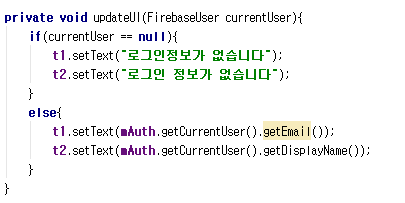 private void updateUI(FirebaseUser currentUser){
    if(currentUser == null){
        t1.setText("로그인정보가 없습니다");
        t2.setText("로그인 정보가 없습니다");
    }
    else{
        t1.setText(mAuth.getCurrentUser().getEmail());
        t2.setText(mAuth.getCurrentUser().getDisplayName());
    }
}